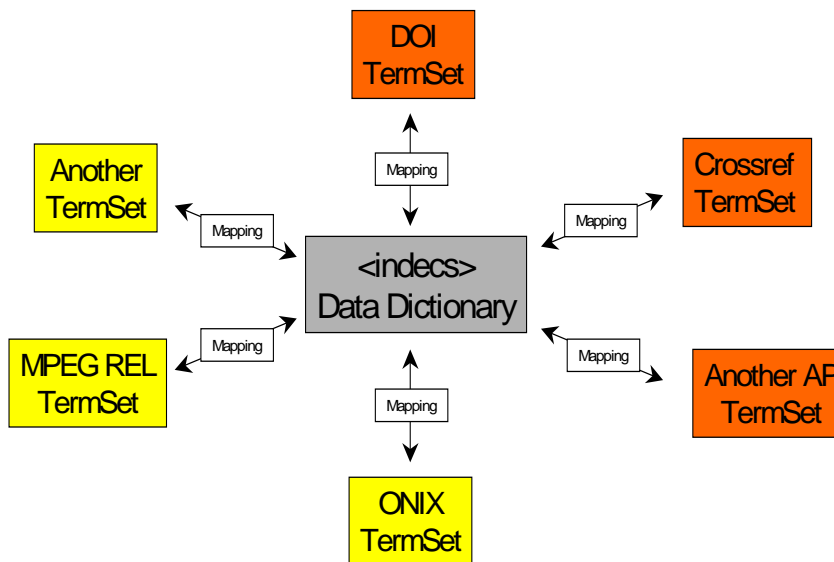 DOI
TermSet
Mapping
Another
TermSet
Mapping
Crossref
TermSet
Mapping
<indecs>
Data Dictionary
MPEG REL
TermSet
Mapping
Another AP
TermSet
Mapping
Mapping
ONIX
TermSet